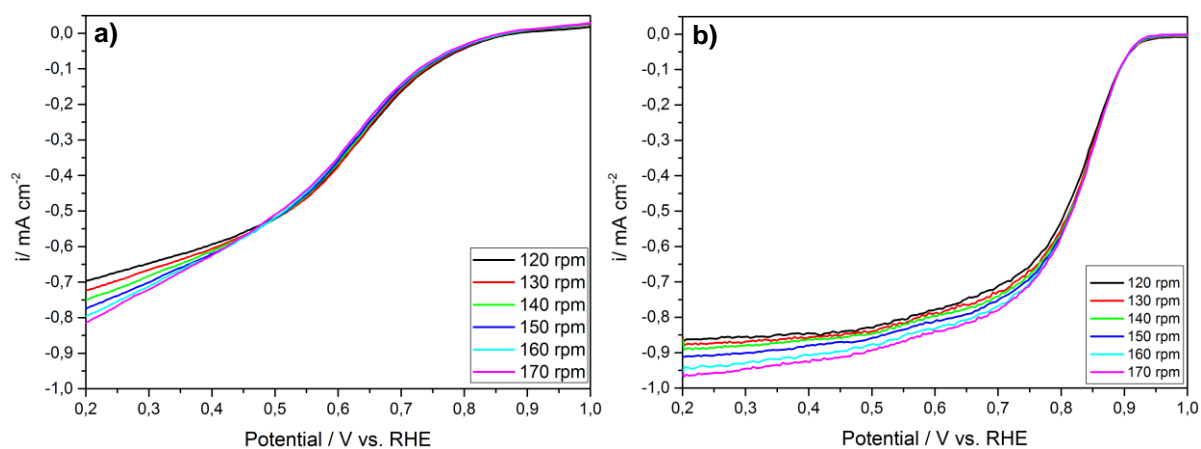 a)
0,0
-0,1
-0,2
-0,3
-0,4
-0,5
-0,6
-0,7
-0,8
-0,9
-1,0
i/ mA cm⁻²
0,2 0,3 0,4 0,5 0,6 0,7 0,8 0,9 1,0
Potential / V vs. RHE
120 rpm
130 rpm
140 rpm
150 rpm
160 rpm
170 rpm
b)
0,0
-0,1
-0,2
-0,3
-0,4
-0,5
-0,6
-0,7
-0,8
-0,9
-1,0
i/ mA cm⁻²
0,2 0,3 0,4 0,5 0,6 0,7 0,8 0,9 1,0
Potential / V vs. RHE
120 rpm
130 rpm
140 rpm
150 rpm
160 rpm
170 rpm